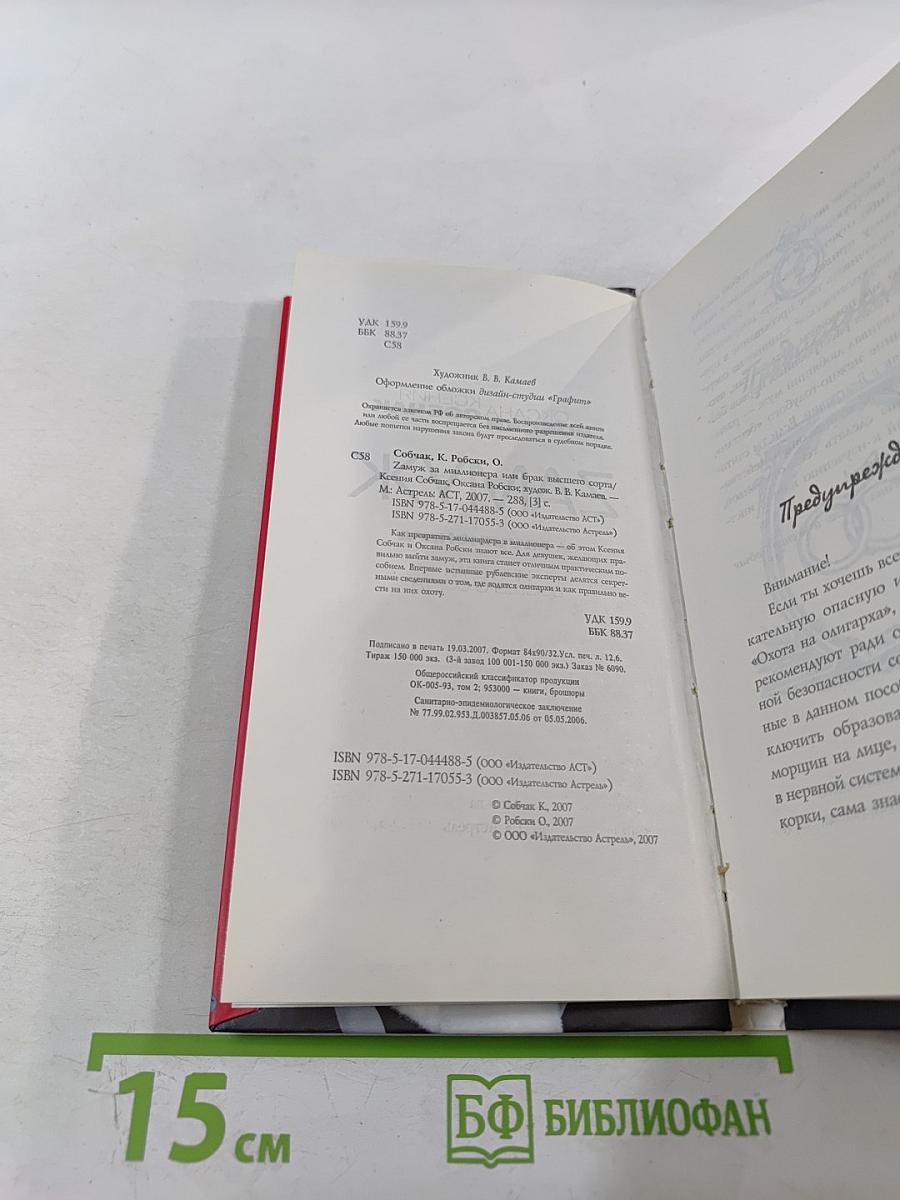 УДК 159.9
ББК 88.37
С58
Художник В. В. Камаев
Оформление обложки дизайн-студии «Графит»
Охраняется законом РФ об авторском праве. Воспроизведение всей книги
или любой ее части воспрещается без письменного разрешения издателя.
Любые попытки нарушения закона будут преследоваться в судебном порядке.
Собчак, К. Робски, О.
С58 Zамуж за миллионера или брак высшего сорта/
Ксения Собчак, Оксана Робски; худож. В. В. Камаев. —
М.: Астрель: АСТ, 2007. — 288, [3] с.
ISBN 978-5-17-044488-5 (ООО «Издательство АСТ»)
ISBN 978-5-271-17055-3 (ООО «Издательство Астрель»)
Как превратить миллиардера в миллионера — об этом Ксения
Собчак и Оксана Робски знают все. Для девушек, желающих пра-
вильно выйти замуж, эта книга станет отличным практическим по-
собием. Впервые истинные рублевские эксперты делятся секрет-
ными сведениями о том, где водятся олигархи и как правильно ве-
сти на них охоту.
УДК 159.9
ББК 88.37
Подписано в печать 19.03.2007. Формат 84x90/32.Усл. печ. л. 12,6.
Тираж 150 000 экз. (3-й завод 100 001-150 000 экз.) Заказ № 6090.
Общероссийский классификатор продукции
ОК-005-93, том 2; 953000 — книги, брошюры
Санитарно-эпидемиологическое заключение
№ 77.99.02.953.Д.003857.05.06 от 05.05.2006.
ISBN 978-5-17-044488-5 (ООО «Издательство АСТ»)
ISBN 978-5-271-17055-3 (ООО «Издательство Астрель»)
© Собчак К., 2007
© Робски О., 2007
© ООО «Издательство Астрель», 2007
Предупрежд
Внимание!
Если ты хочешь все
кательную опасную и
«Охота на олигарха»,
рекомендуют ради о
ной безопасности со
ные в данном посо
ключить образова
морщин на лице,
в нервной систем
корки, сама знае
15 см
БФ БИБЛИОФАН